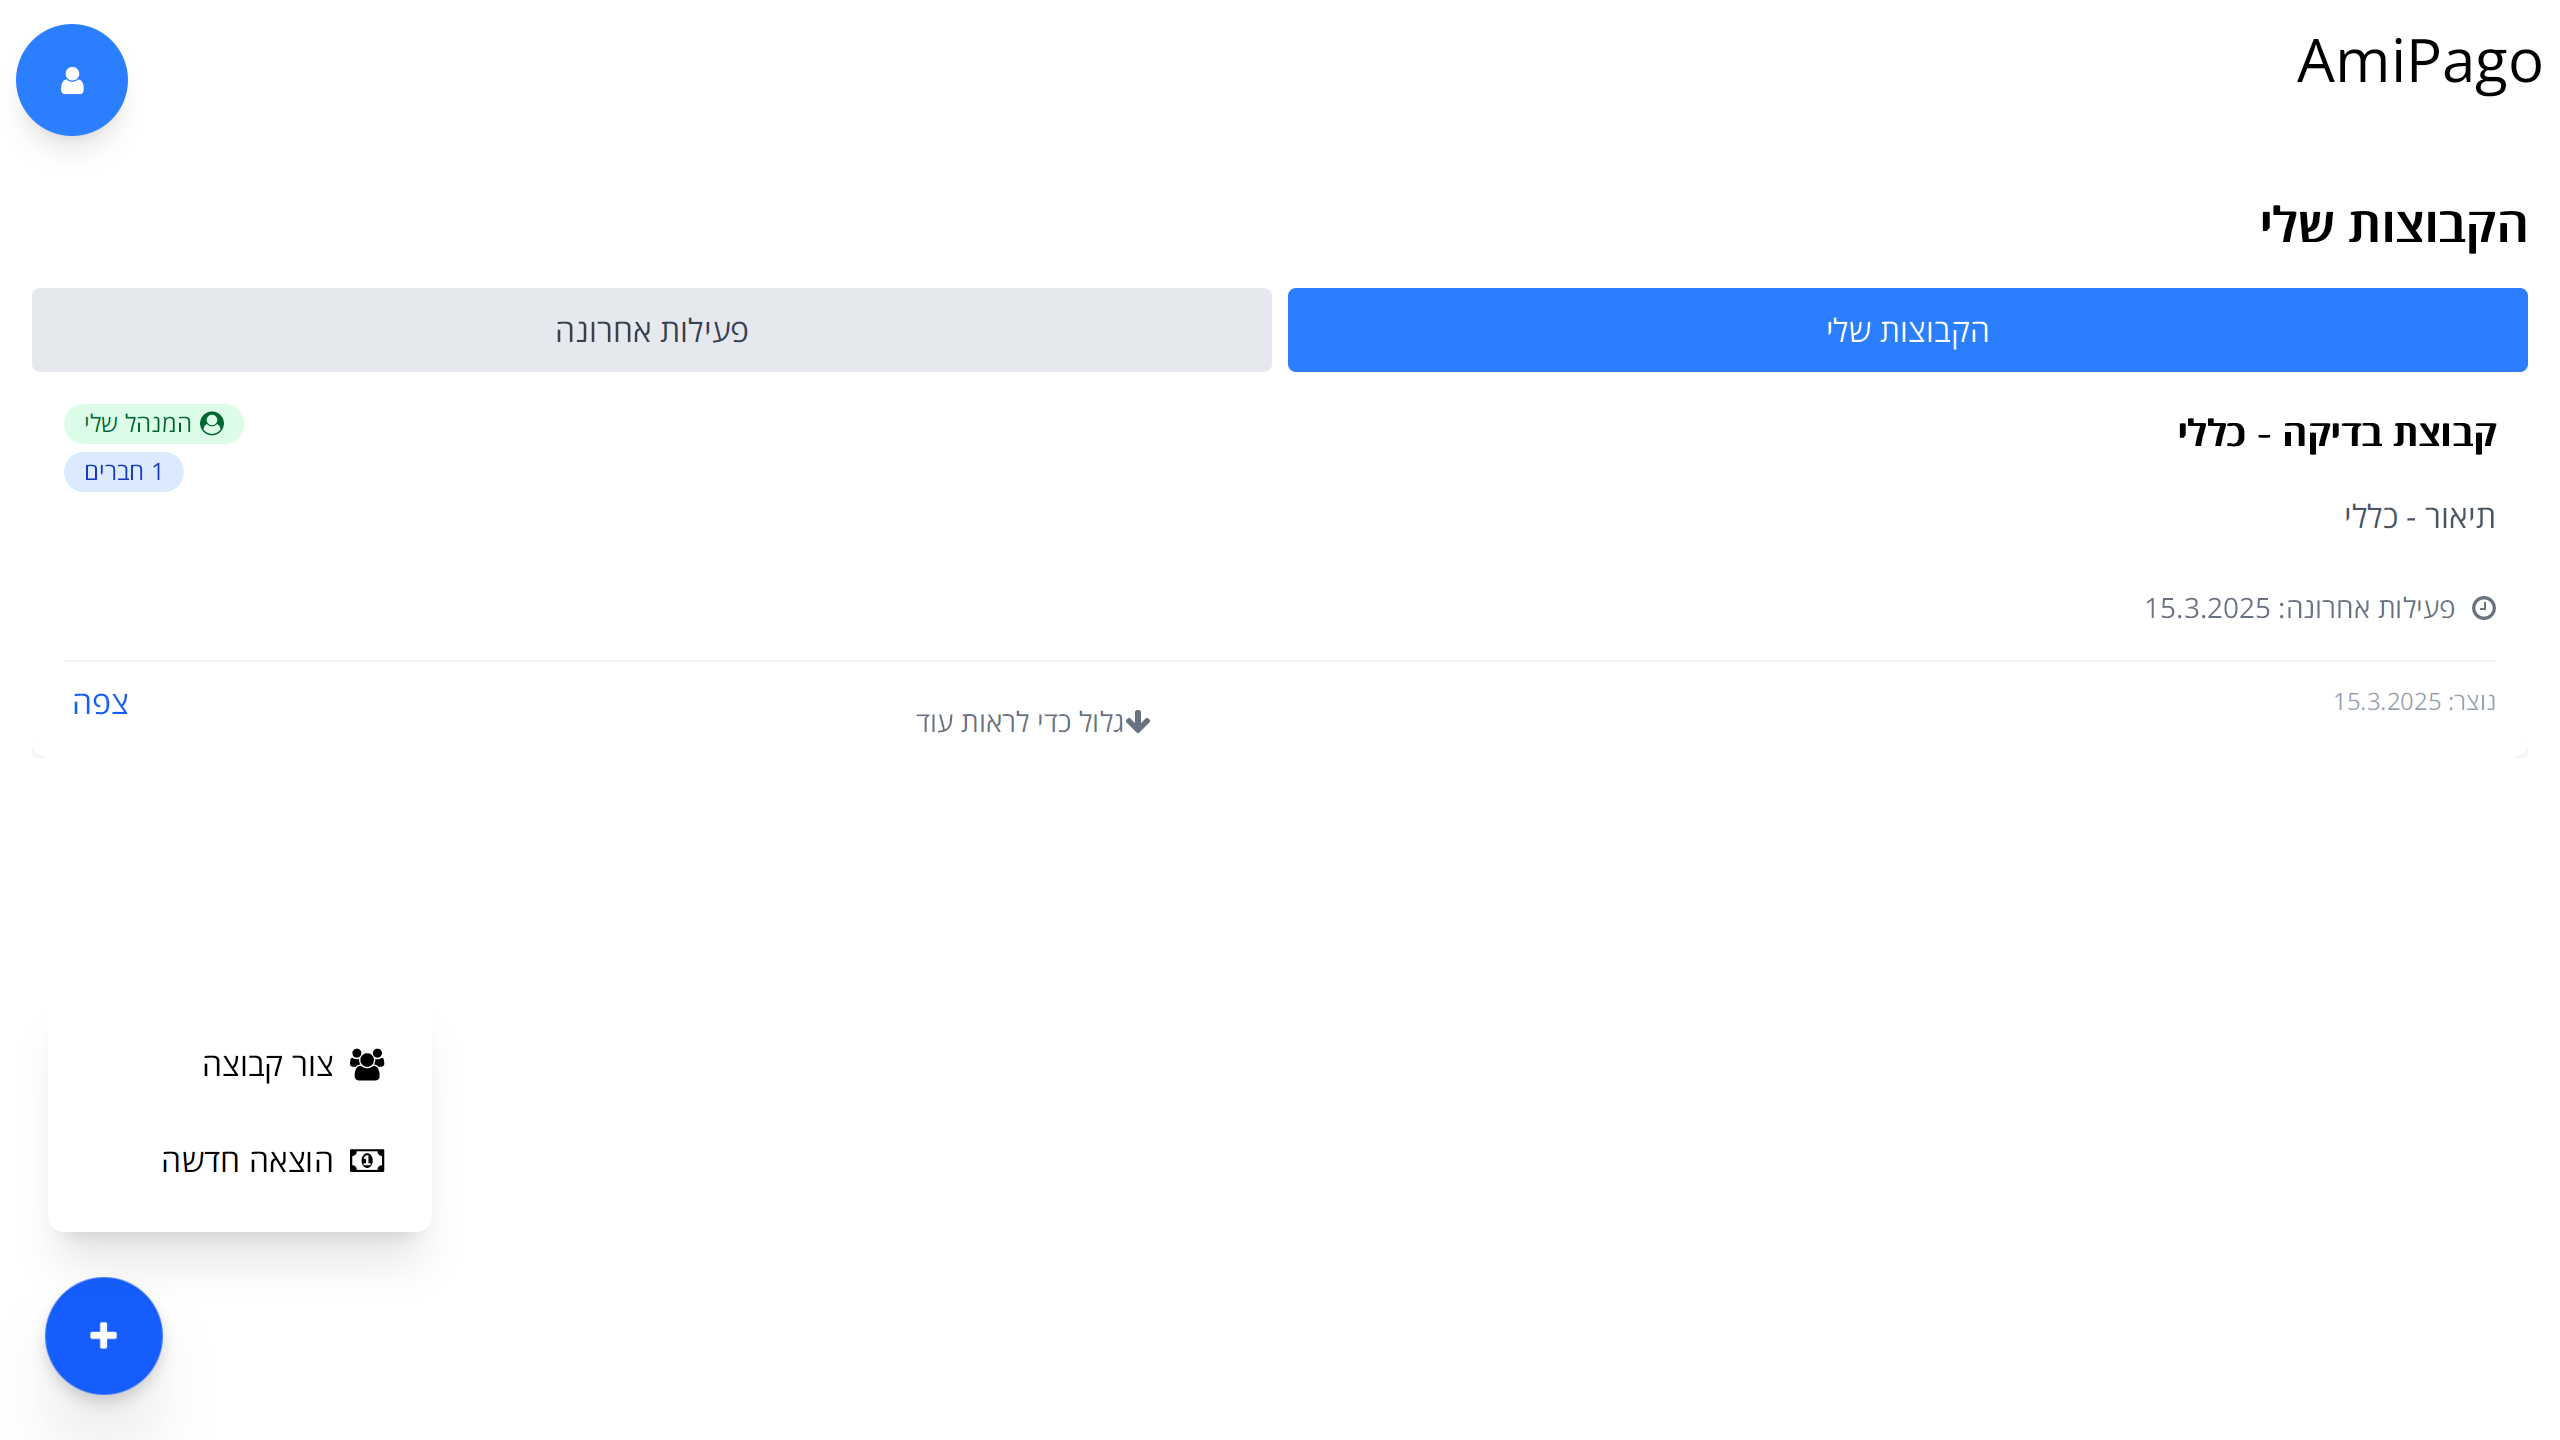 AmiPago
הקבוצות שלי
הקבוצות שלי
פעילות אחרונה
קבוצת בדיקה - כללי
המנהל שלי
1 חברים
תיאור - כללי
פעילות אחרונה: 15.3.2025
נוצר: 15.3.2025
גלול כדי לראות עוד
צפה
צור קבוצה
הוצאה חדשה